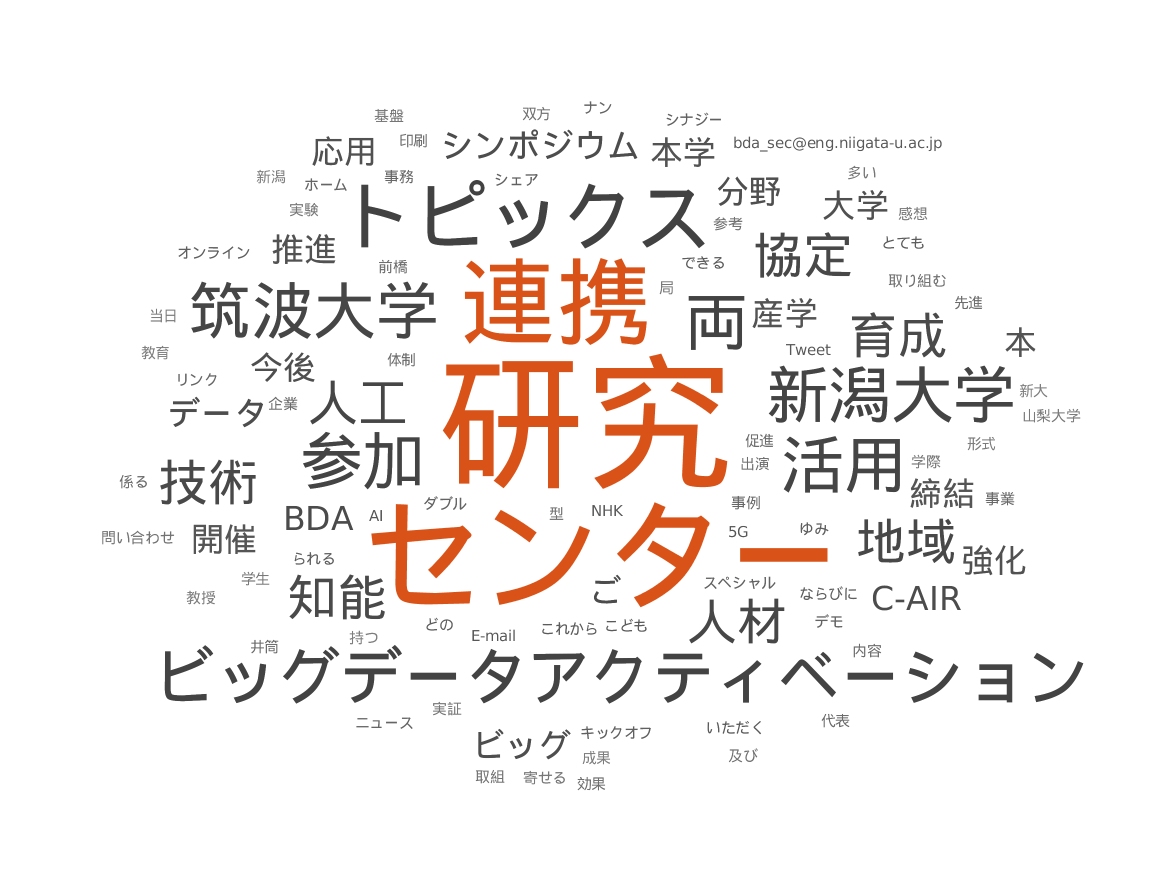 ナン
双方
基盤
シナジー
印刷
シンポジウム
bda_sec@eng.niigata-u.ac.jp
応用
本学
多い
新潟
事務
シェア
ホーム
分野
大学
実験
感想
トピックス
参考
オンライン
推進
とても
協定
できる
前橋
取り組む
局
連携
先進
筑波大学
当日
両
産学
育成
本
教育
Tweet
体制
今後
リンク
新大
データ
企業
人工
新潟大学
山梨大学
研究
促進
形式
参加
出演
活用
学際
係る
技術
締結
事業
ダブル
事例
BDA
AI
型
NHK
5G
ゆみ
問い合わせ
開催
センター
地域
強化
られる
学生
教授
知能
ご
スペシャル
ならびに
C-AIR
どの
E-mail
これから
こども
人材
デモ
井筒
持つ
内容
ビッグデータアクティベーション
ニュース
実証
いただく
代表
ビッグ
キックオフ
成果
及び
取組
寄せる
効果